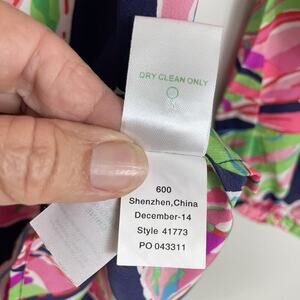 DRY CLEAN ONLY
600
Shenzhen,China
December-14
Style 41773
PO 043311